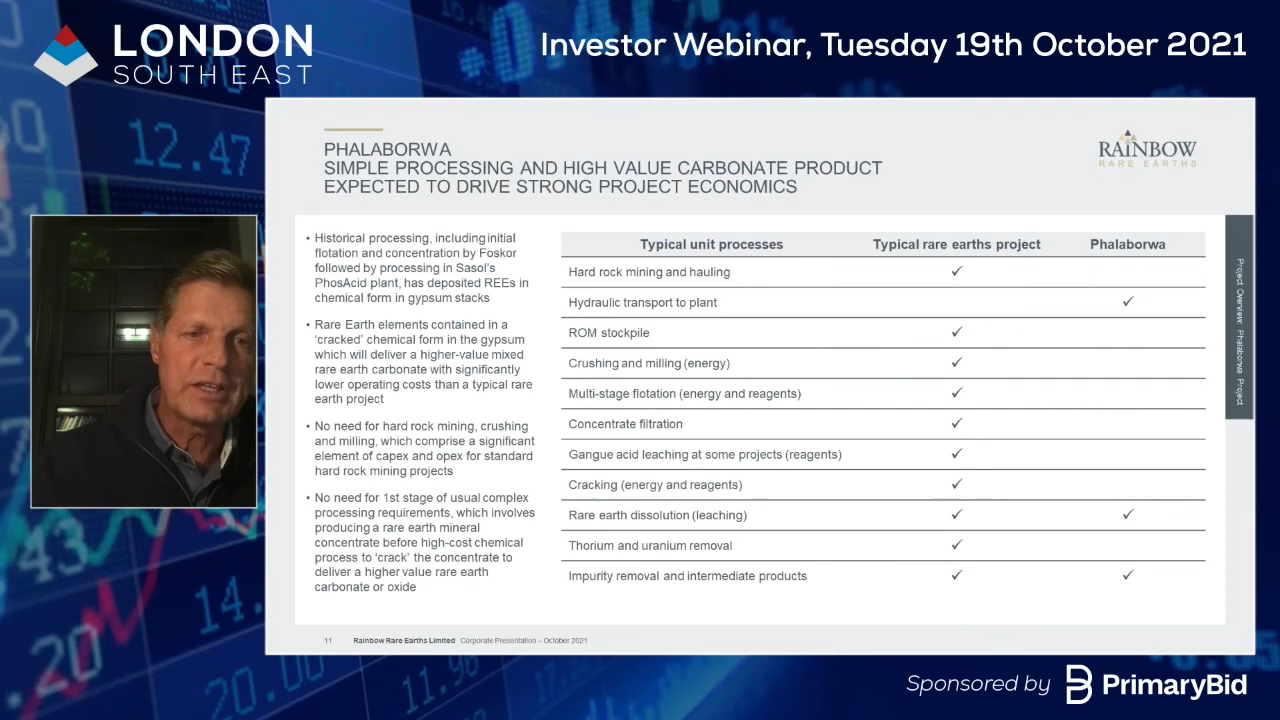 LONDON
SOUTH EAST
Investor Webinar, Tuesday 19th October 2021
PHALABORWA
SIMPLE PROCESSING AND HIGH VALUE CARBONATE PRODUCT
EXPECTED TO DRIVE STRONG PROJECT ECONOMICS
RAINBOW
RARE EARTHS
• Historical processing, including initial
flotation and concentration by Foskor
followed by processing in Sasol's
PhosAcid plant, has deposited REEs in
chemical form in gypsum stacks
• Rare Earth elements contained in a
'cracked' chemical form in the gypsum
which will deliver a higher-value mixed
rare earth carbonate with significantly
lower operating costs than a typical rare
earth project
• No need for hard rock mining, crushing
and milling, which comprise a significant
element of capex and opex for standard
hard rock mining projects
• No need for 1st stage of usual complex
processing requirements, which involves
producing a rare earth mineral
concentrate before high-cost chemical
process to 'crack' the concentrate to
deliver a higher value rare earth
carbonate or oxide
Typical unit processes Typical rare earths project Phalaborwa
Hard rock mining and hauling ✓
Hydraulic transport to plant ✓
ROM stockpile ✓
Crushing and milling (energy) ✓
Multi-stage flotation (energy and reagents) ✓
Concentrate filtration ✓
Gangue acid leaching at some projects (reagents) ✓
Cracking (energy and reagents) ✓
Rare earth dissolution (leaching) ✓ ✓
Thorium and uranium removal ✓
Impurity removal and intermediate products ✓ ✓
Project Overview: Phalaborwa Project
11 Rainbow Rare Earths Limited Corporate Presentation – October 2021
12.47
43
.20
14.
20.00
11.96
Sponsored by PrimaryBid